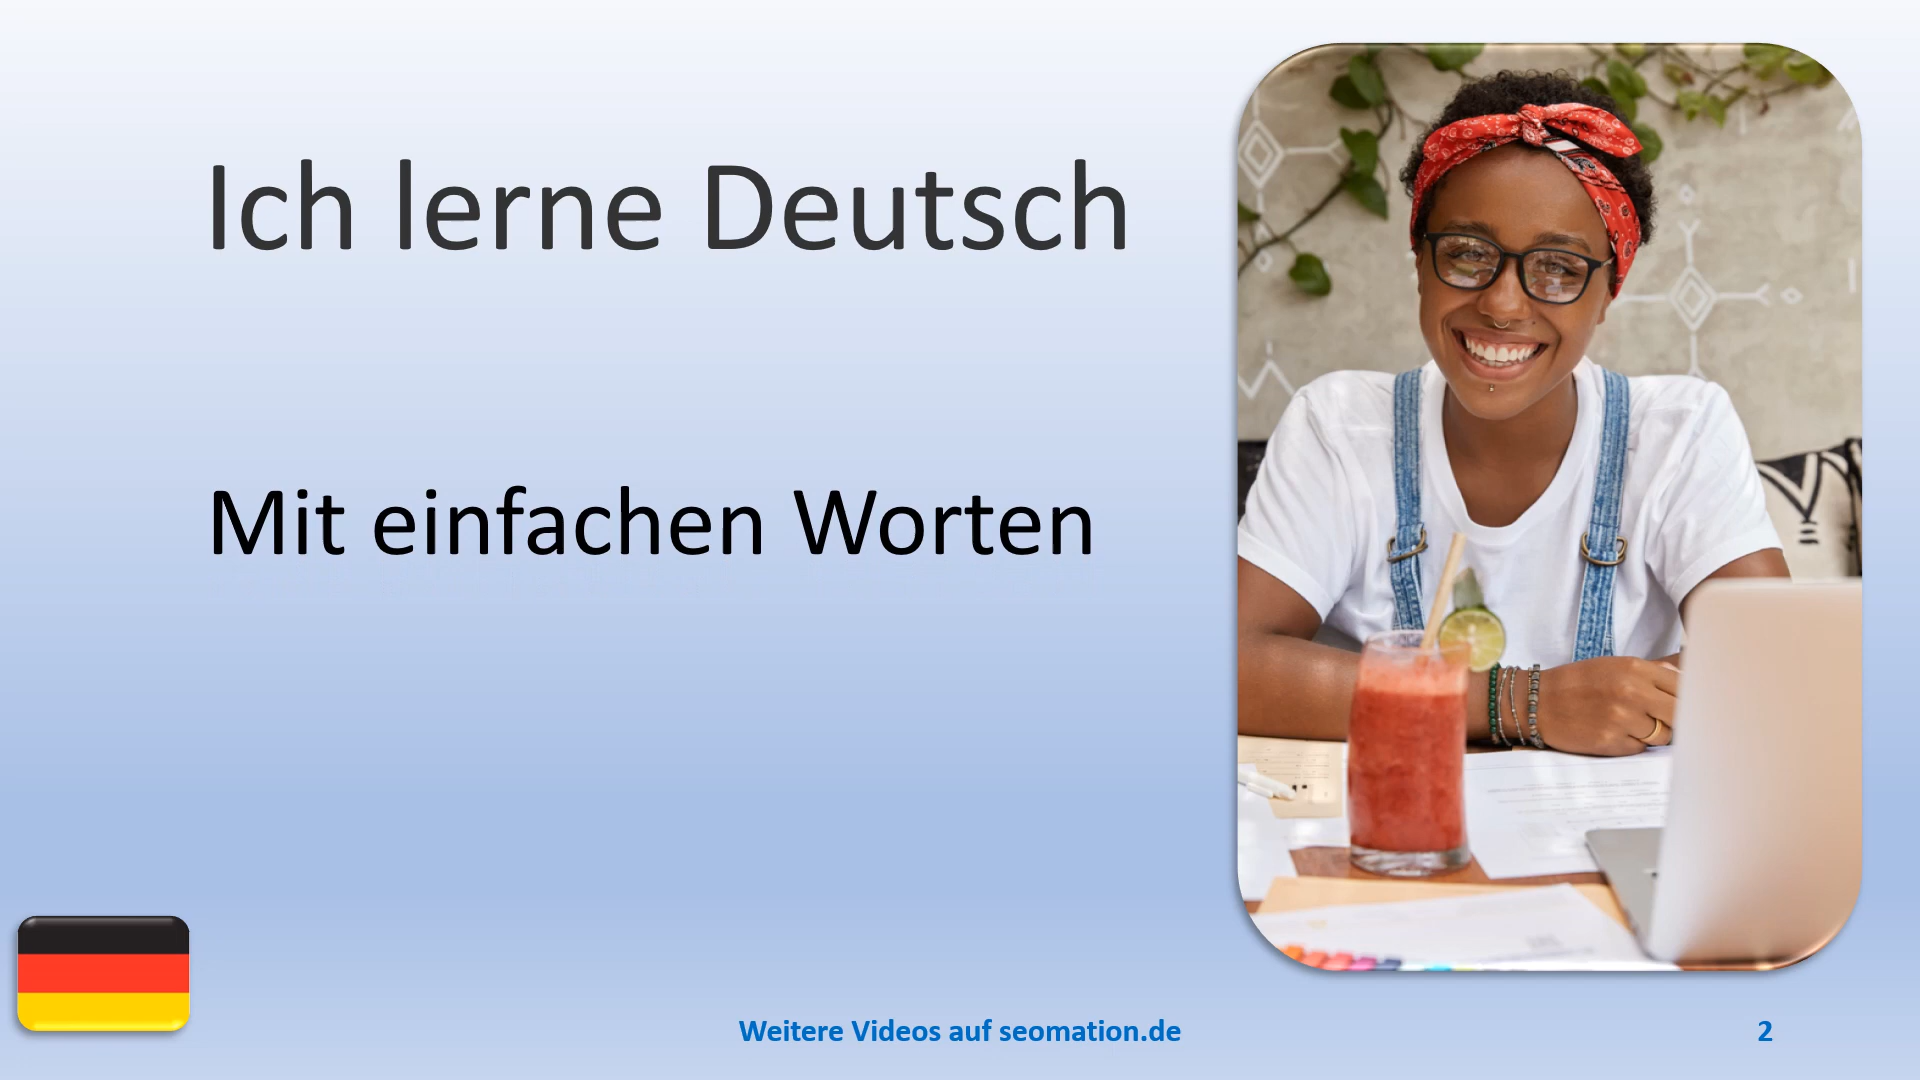 Ich lerne Deutsch
Mit einfachen Worten
Weitere Videos auf seomation.de
2